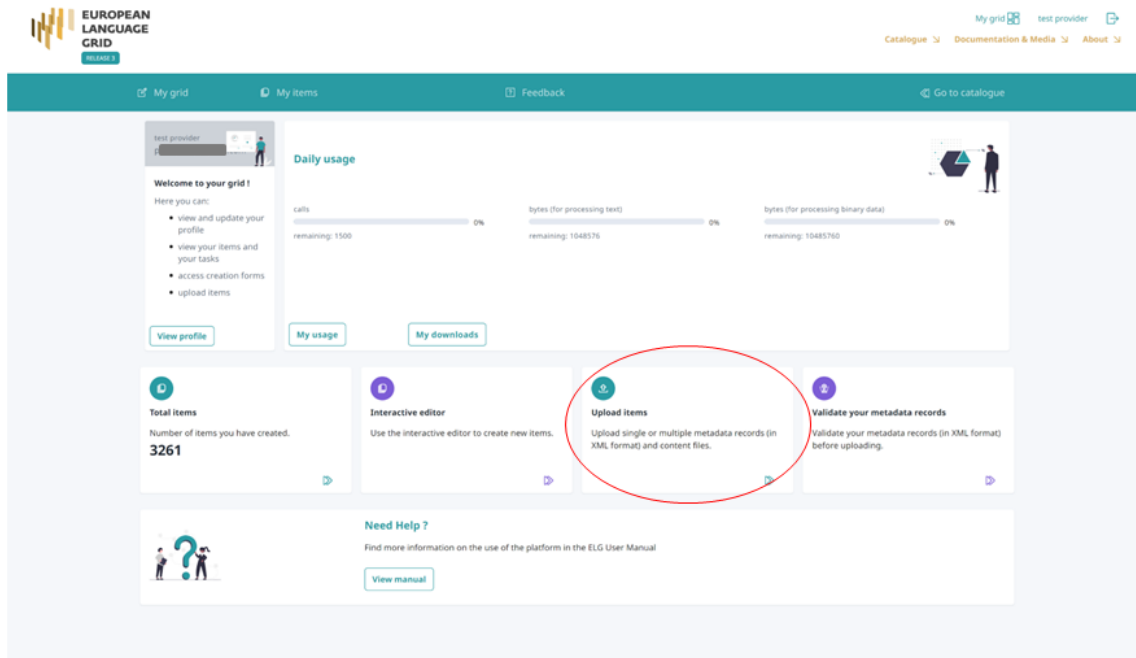 EUROPEAN
LANGUAGE
GRID
RELEASE 3
My grid test provider
Catalogue Documentation & Media About
My grid My items Feedback Go to catalogue
test provider
Welcome to your grid !
Here you can:
view and update your
profile
view your items and
your tasks
access creation forms
upload items
View profile
Daily usage
calls
0%
remaining: 1500
bytes (for processing text)
0%
remaining: 1048576
bytes (for processing binary data)
0%
remaining: 10485760
My usage My downloads
Total items
Number of items you have created.
3261
Interactive editor
Use the interactive editor to create new items.
Upload items
Upload single or multiple metadata records (in
XML format) and content files.
Validate your metadata records
Validate your metadata records (in XML format)
before uploading.
Need Help ?
Find more information on the use of the platform in the ELG User Manual
View manual